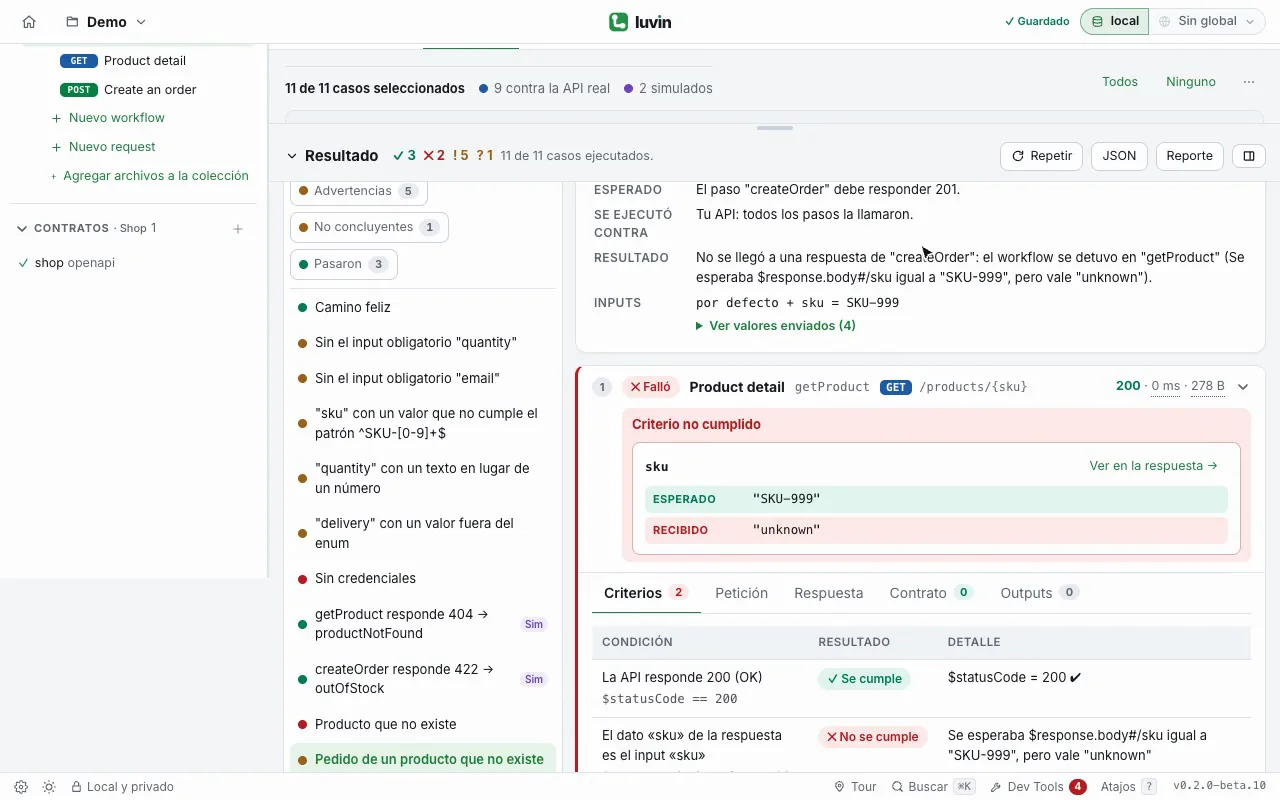 Demo
luvin
✓ Guardado
local
Sin global
GET Product detail
POST Create an order
+ Nuevo workflow
+ Nuevo request
+ Agregar archivos a la colección
CONTRATOS · Shop 1 +
✓ shop openapi
11 de 11 casos seleccionados
9 contra la API real
2 simulados
Todos
Ninguno
···
Resultado
✓ 3 ✕ 2 ! 5 ? 1 11 de 11 casos ejecutados.
Repetir
JSON
Reporte
Advertencias 5
No concluyentes 1
Pasaron 3
Camino feliz
Sin el input obligatorio "quantity"
Sin el input obligatorio "email"
"sku" con un valor que no cumple el
patrón ^SKU-[0-9]+$
"quantity" con un texto en lugar de
un número
"delivery" con un valor fuera del
enum
Sin credenciales
getProduct responde 404 →
productNotFound
Sim
createOrder responde 422 →
outOfStock
Sim
Producto que no existe
Pedido de un producto que no existe
ESPERADO El paso "createOrder" debe responder 201.
SE EJECUTÓ
CONTRA
Tu API: todos los pasos la llamaron.
RESULTADO No se llegó a una respuesta de "createOrder": el workflow se detuvo en "getProduct" (Se
esperaba $response.body#/sku igual a "SKU-999", pero vale "unknown").
INPUTS por defecto + sku = SKU-999
Ver valores enviados (4)
1 ✕ Falló Product detail getProduct GET /products/{sku} 200 · 0 ms · 278 B
Criterio no cumplido
sku
Ver en la respuesta →
ESPERADO "SKU-999"
RECIBIDO "unknown"
Criterios 2
Petición
Respuesta
Contrato 0
Outputs 0
CONDICIÓN RESULTADO DETALLE
La API responde 200 (OK)
$statusCode == 200
✓ Se cumple
$statusCode = 200 ✔
El dato «sku» de la respuesta
es el input «sku»
✕ No se cumple
Se esperaba $response.body#/sku igual a
"SKU-999", pero vale "unknown"
Local y privado
Tour
Buscar ⌘K
Dev Tools 4
Atajos ?
v0.2.0-beta.10